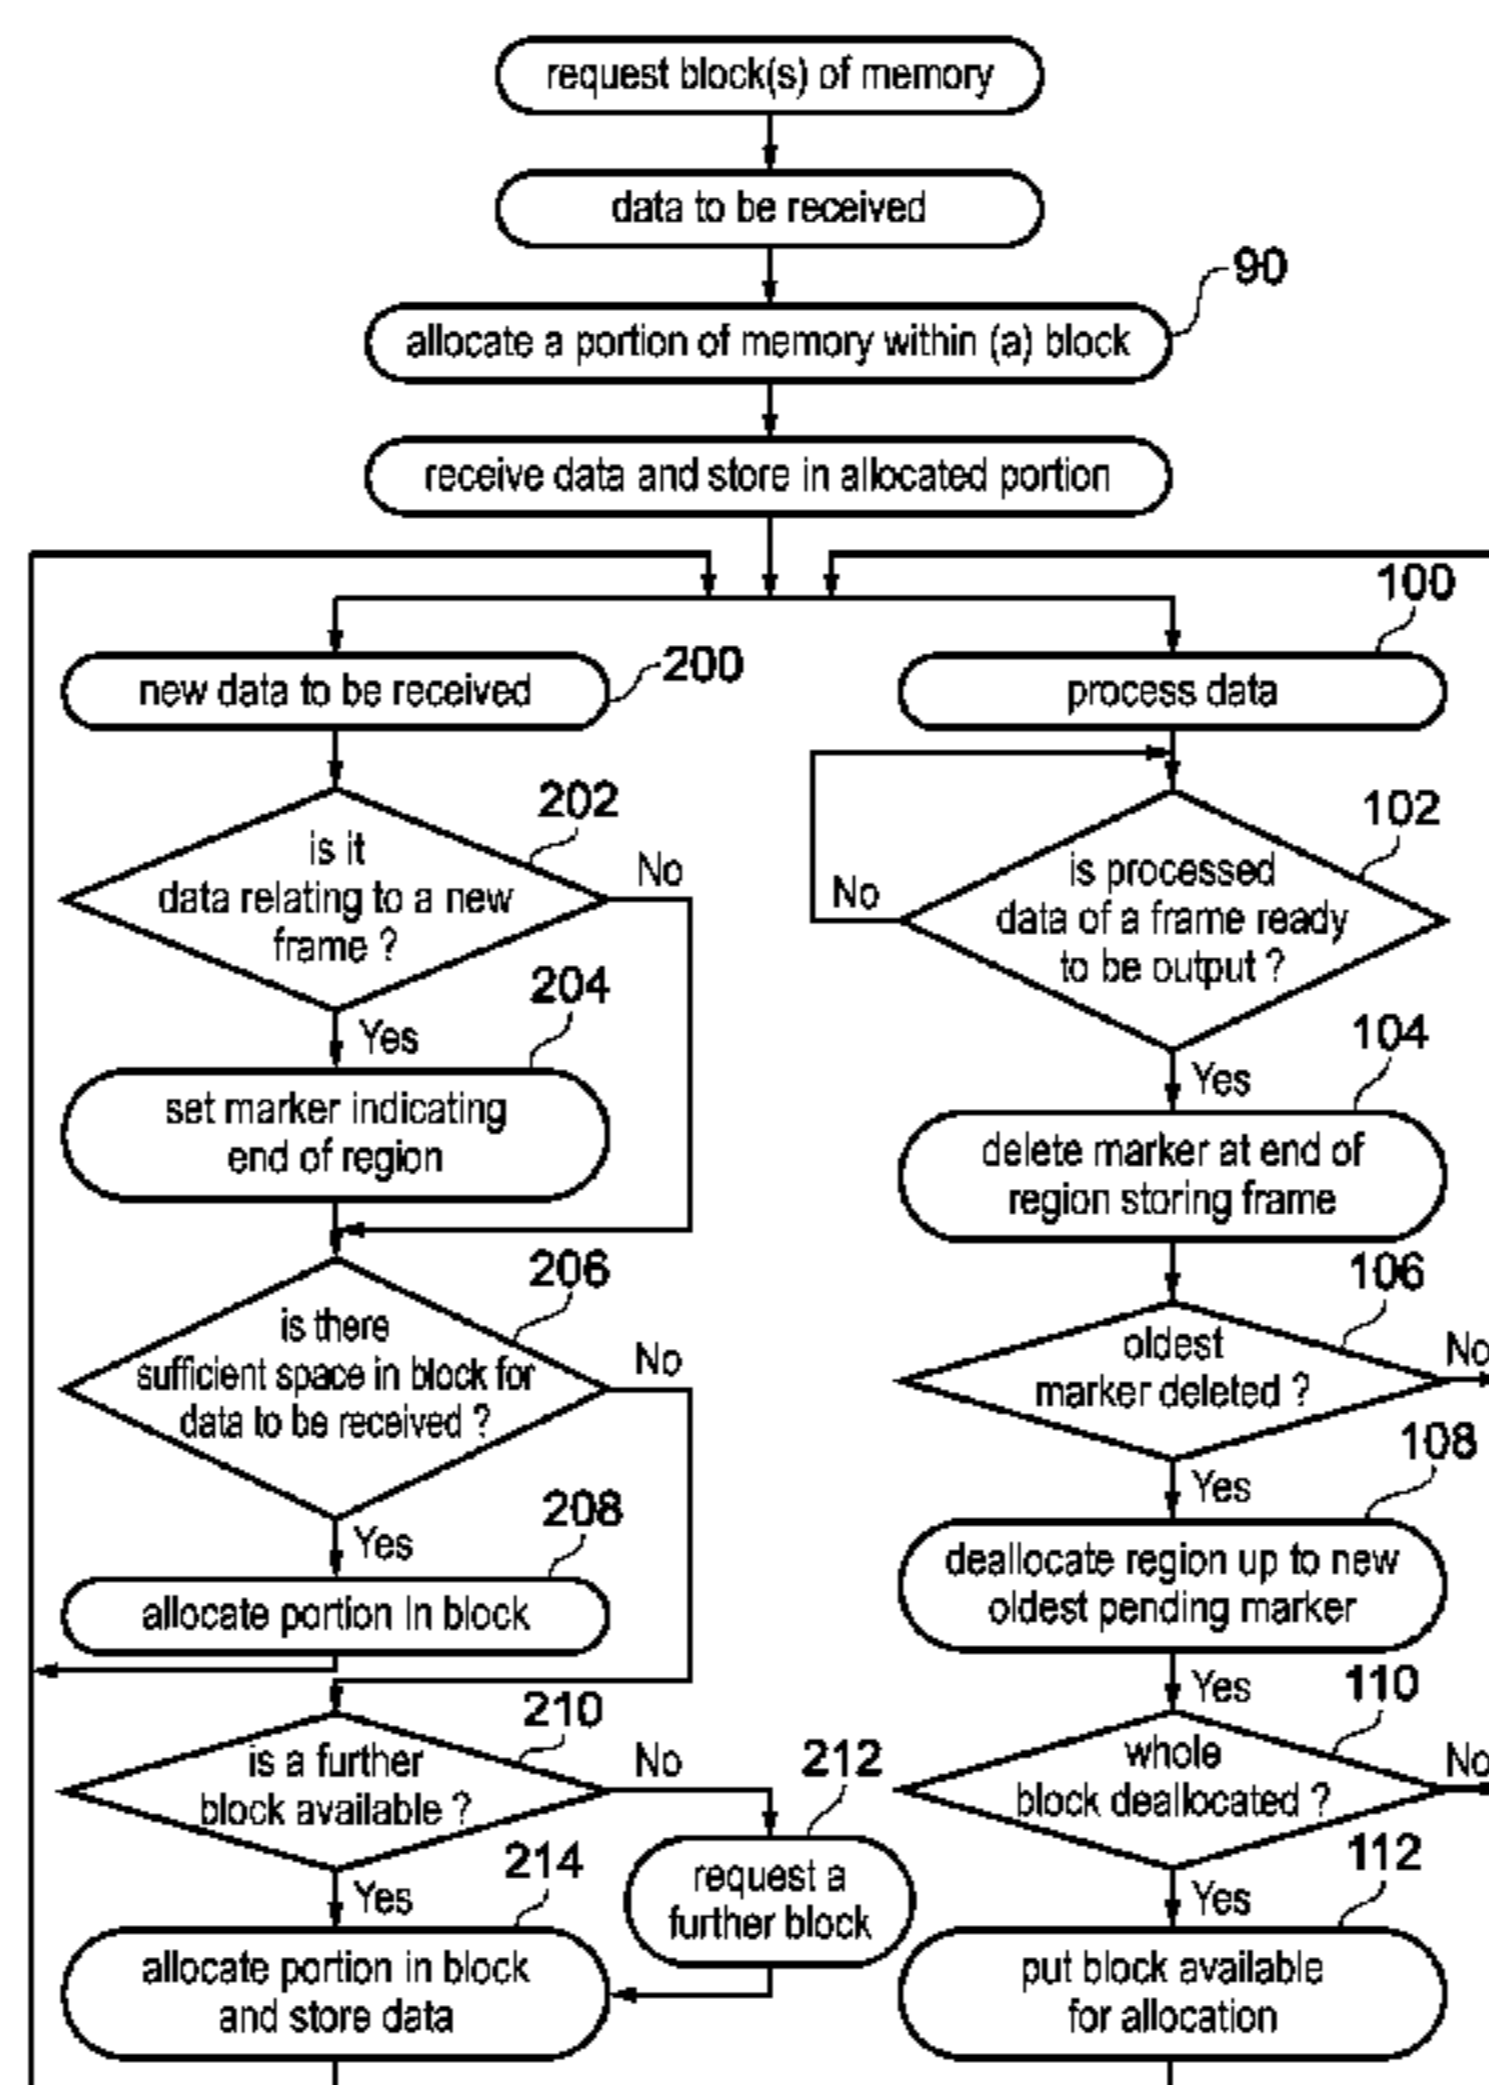 request block(s) of memory
data to be received
90
allocate a portion of memory within (a) block
receive data and store in allocated portion
new data to be received
200
202
is it
data relating to a new
frame ?
No
Yes
204
set marker indicating
end of region
206
is there
sufficient space in block for
data to be received ?
No
Yes
208
allocate portion in block
210
is a further
block available ?
No
212
request a
further block
Yes
214
allocate portion in block
and store data
100
process data
102
is processed
data of a frame ready
to be output ?
No
Yes
104
delete marker at end of
region storing frame
106
oldest
marker deleted ?
No
Yes
108
deallocate region up to new
oldest pending marker
Yes
110
whole
block deallocated ?
No
Yes
112
put block available
for allocation